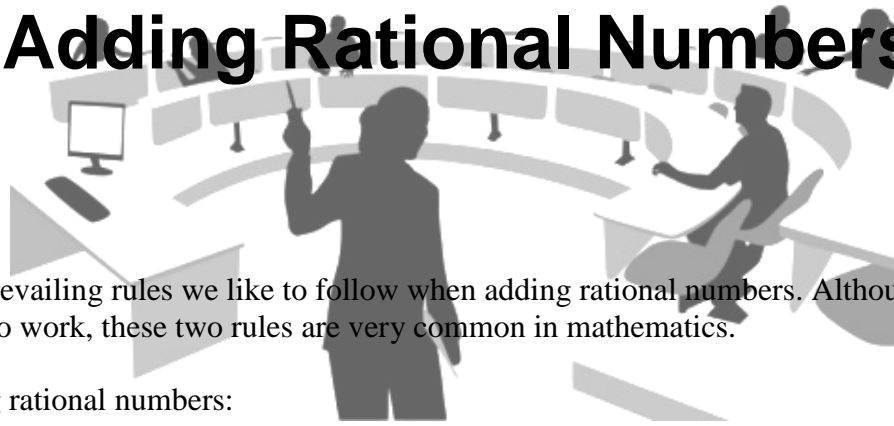 Adding Rational Numbers
evailing rules we like to follow when adding rational numbers. Althou
o work, these two rules are very common in mathematics.
rational numbers: